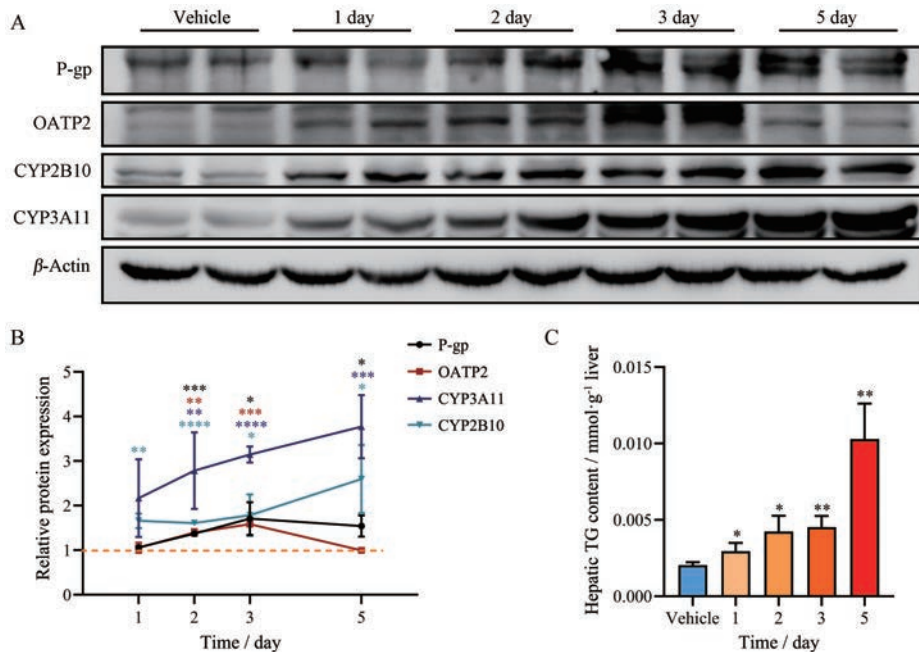 A
Vehicle 1 day 2 day 3 day 5 day
P-gp
OATP2
CYP2B10
CYP3A11
β-Actin
B
P-gp
OATP2
CYP3A11
CYP2B10
Relative protein expression
5
4
3
2
1
0
**
***
**
**
****
*
***
****
*
*
***
*
1 2 3 5
Time / day
C
Hepatic TG content / mmol·g⁻¹ liver
0.015
0.010
0.005
0.000
*
*
**
**
Vehicle 1 2 3 5
Time / day